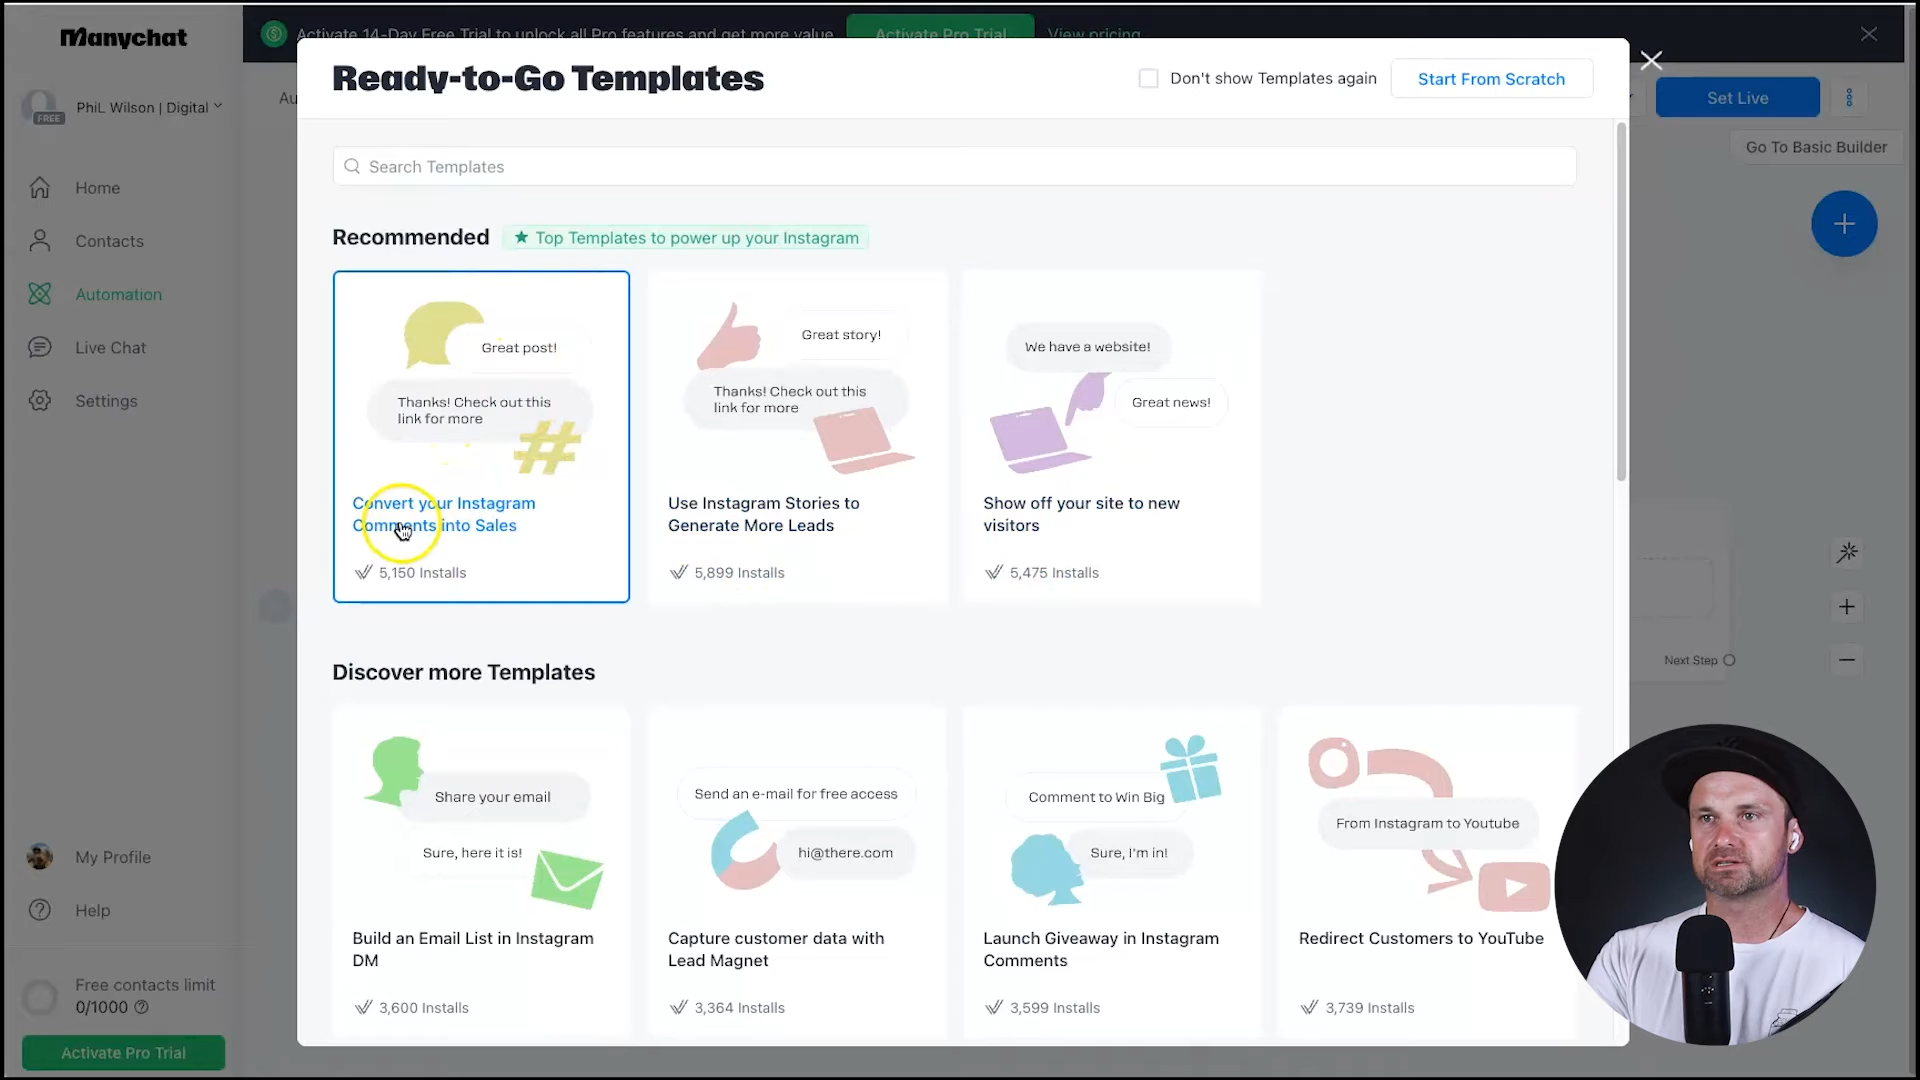 Manychat
Activate 14-Day Free Trial to unlock all Pro features and get more value
Activate Pro Trial
View pricing
PhiL Wilson | Digital
FREE
Home
Contacts
Automation
Live Chat
Settings
My Profile
Help
Free contacts limit
0/1000
Activate Pro Trial
Set Live
Go To Basic Builder
Next Step
Ready-to-Go Templates
Don't show Templates again
Start From Scratch
Search Templates
Recommended
Top Templates to power up your Instagram
Great post!
Thanks! Check out this
link for more
#
Convert your Instagram
Comments into Sales
5,150 Installs
Great story!
Thanks! Check out this
link for more
Use Instagram Stories to
Generate More Leads
5,899 Installs
We have a website!
Great news!
Show off your site to new
visitors
5,475 Installs
Discover more Templates
Share your email
Sure, here it is!
Build an Email List in Instagram
DM
3,600 Installs
Send an e-mail for free access
hi@there.com
Capture customer data with
Lead Magnet
3,364 Installs
Comment to Win Big
Sure, I'm in!
Launch Giveaway in Instagram
Comments
3,599 Installs
From Instagram to Youtube
Redirect Customers to YouTube
3,739 Installs